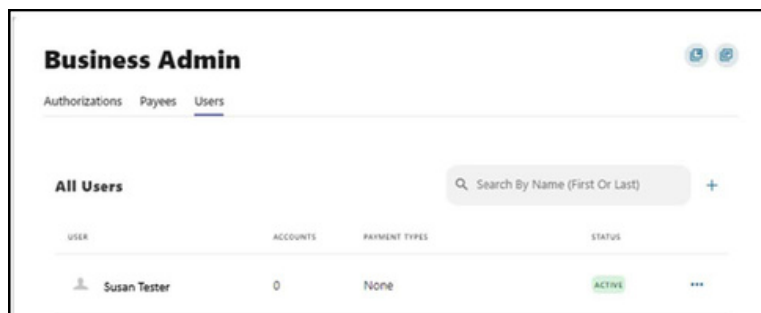 Business Admin
Authorizations Payees Users
All Users
Search By Name (First Or Last)
USER ACCOUNTS PAYMENT TYPES STATUS
Susan Tester 0 None ACTIVE